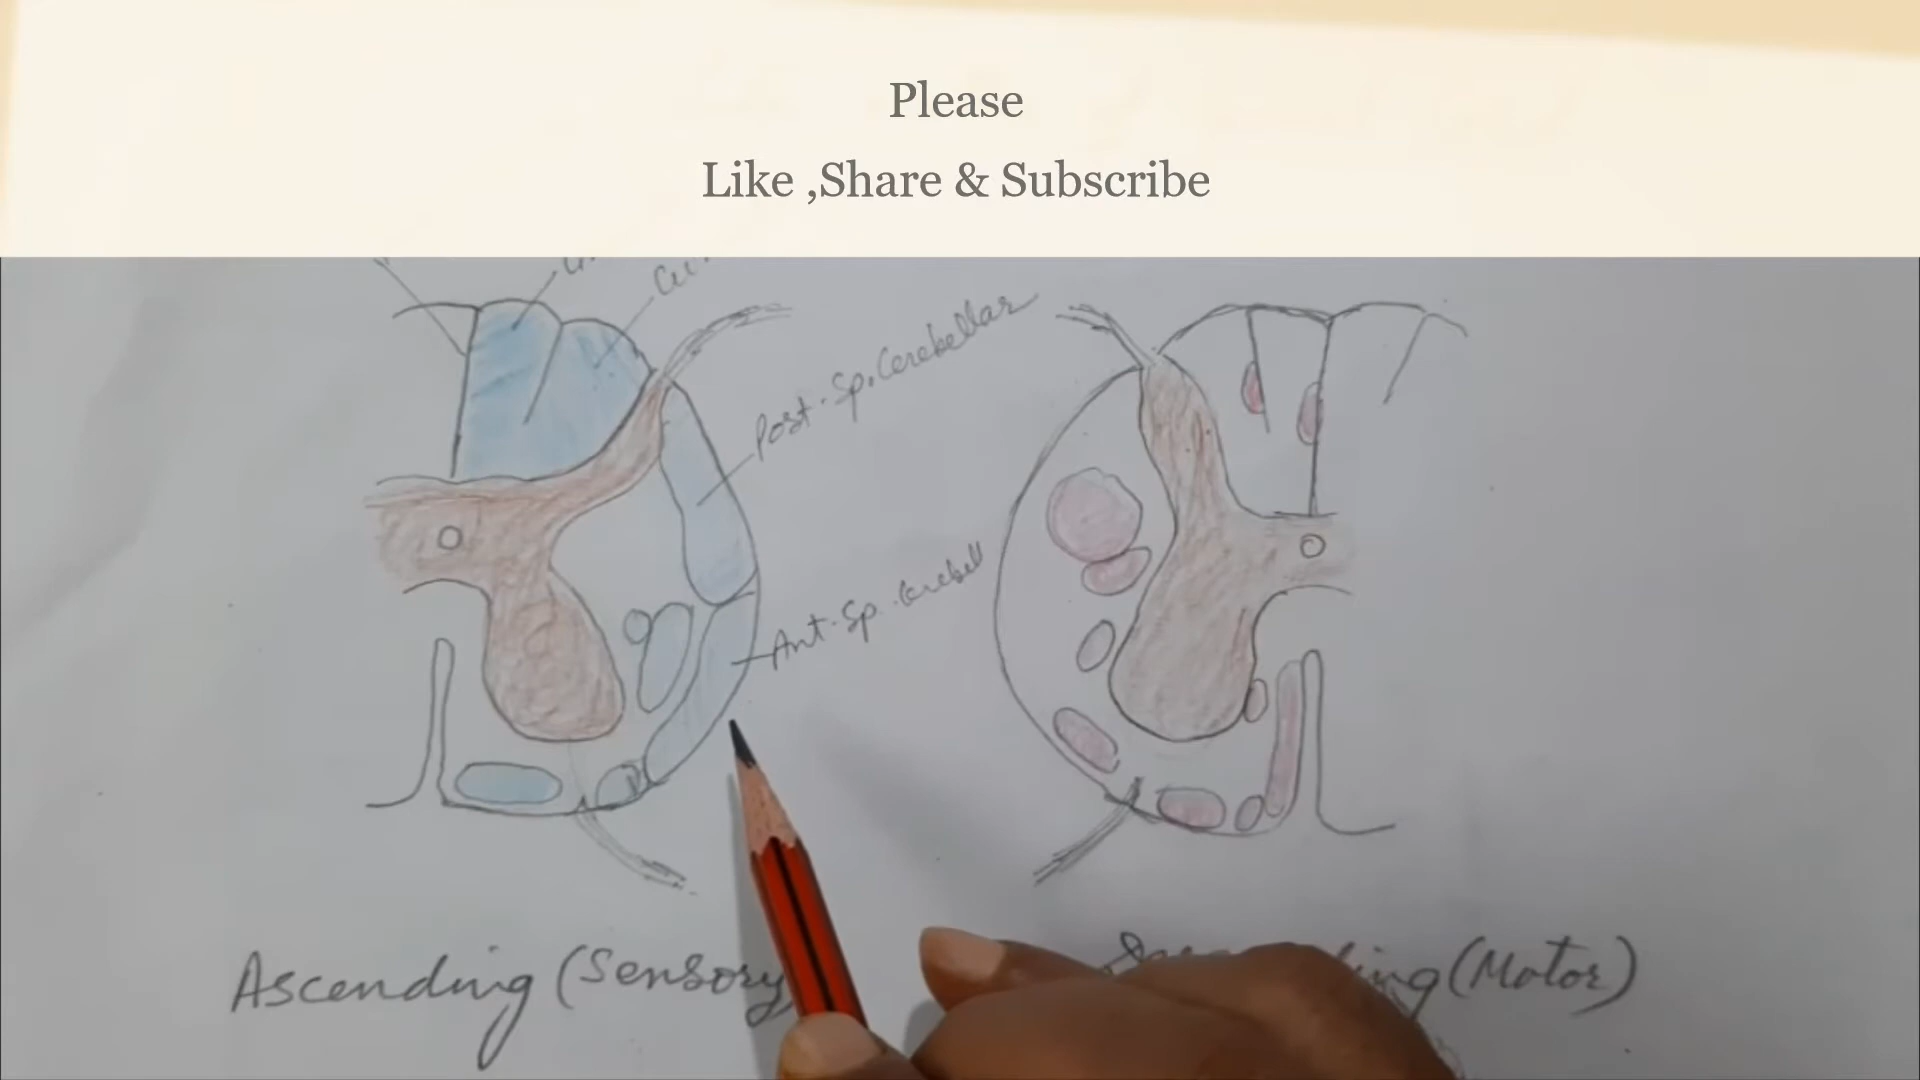 Please
Like ,Share & Subscribe
Post. Sp. Cerebellar
Ant. Sp. Cerebell
Ascending (Sensory)
(Motor)